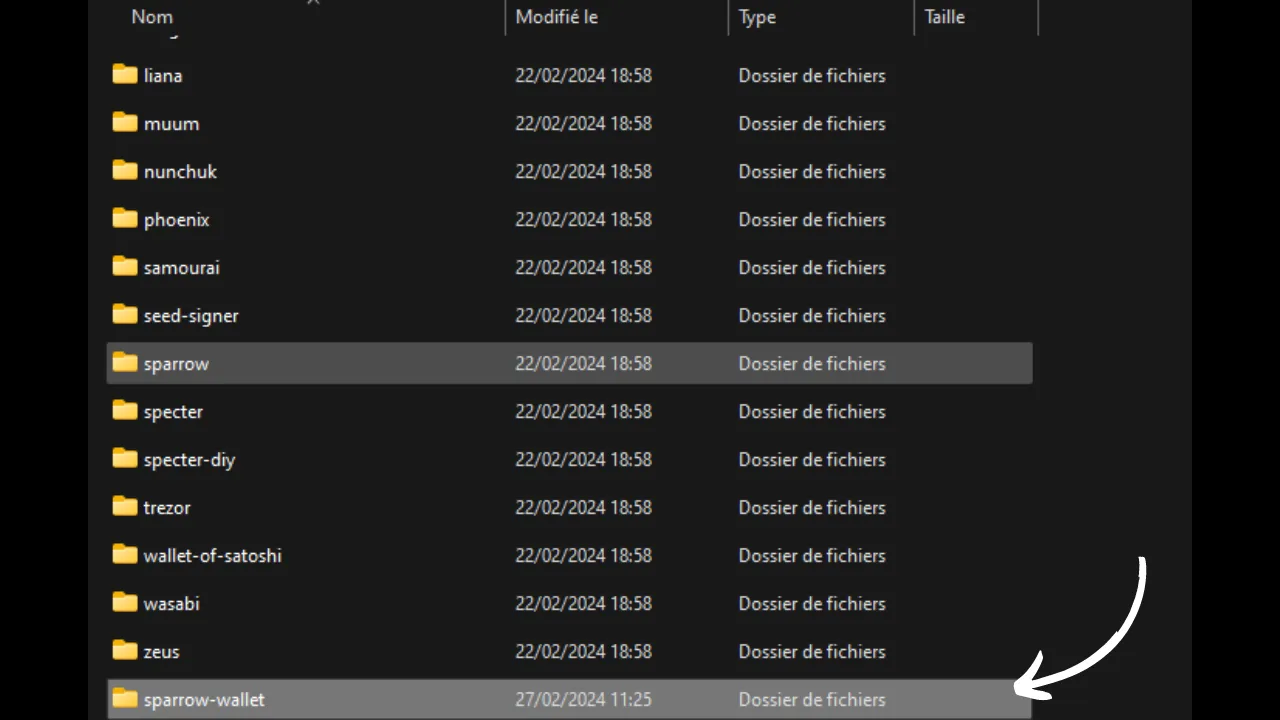 Nom Modifié le Type Taille
liana 22/02/2024 18:58 Dossier de fichiers
muum 22/02/2024 18:58 Dossier de fichiers
nunchuk 22/02/2024 18:58 Dossier de fichiers
phoenix 22/02/2024 18:58 Dossier de fichiers
samourai 22/02/2024 18:58 Dossier de fichiers
seed-signer 22/02/2024 18:58 Dossier de fichiers
sparrow 22/02/2024 18:58 Dossier de fichiers
specter 22/02/2024 18:58 Dossier de fichiers
specter-diy 22/02/2024 18:58 Dossier de fichiers
trezor 22/02/2024 18:58 Dossier de fichiers
wallet-of-satoshi 22/02/2024 18:58 Dossier de fichiers
wasabi 22/02/2024 18:58 Dossier de fichiers
zeus 22/02/2024 18:58 Dossier de fichiers
sparrow-wallet 27/02/2024 11:25 Dossier de fichiers